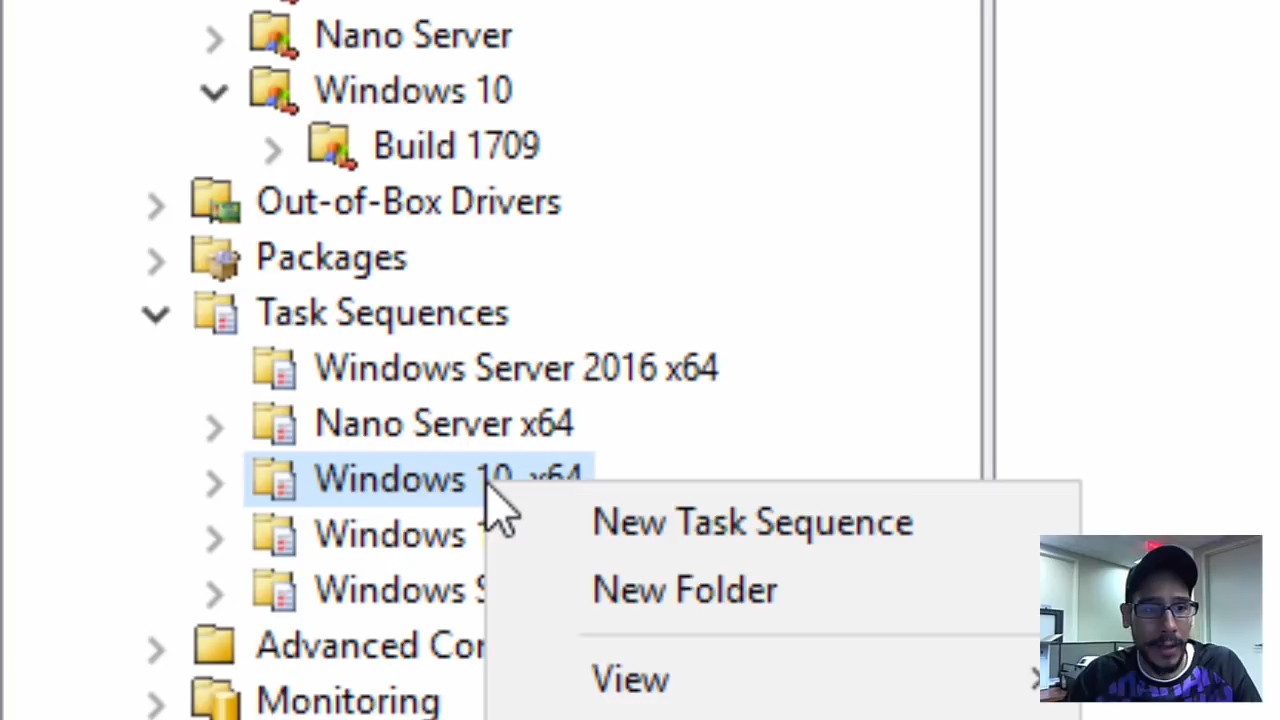 Nano Server
Windows 10
Build 1709
Out-of-Box Drivers
Packages
Task Sequences
Windows Server 2016 x64
Nano Server x64
Windows 10 x64
Windows
Windows S
Advanced Co
Monitoring
New Task Sequence
New Folder
View